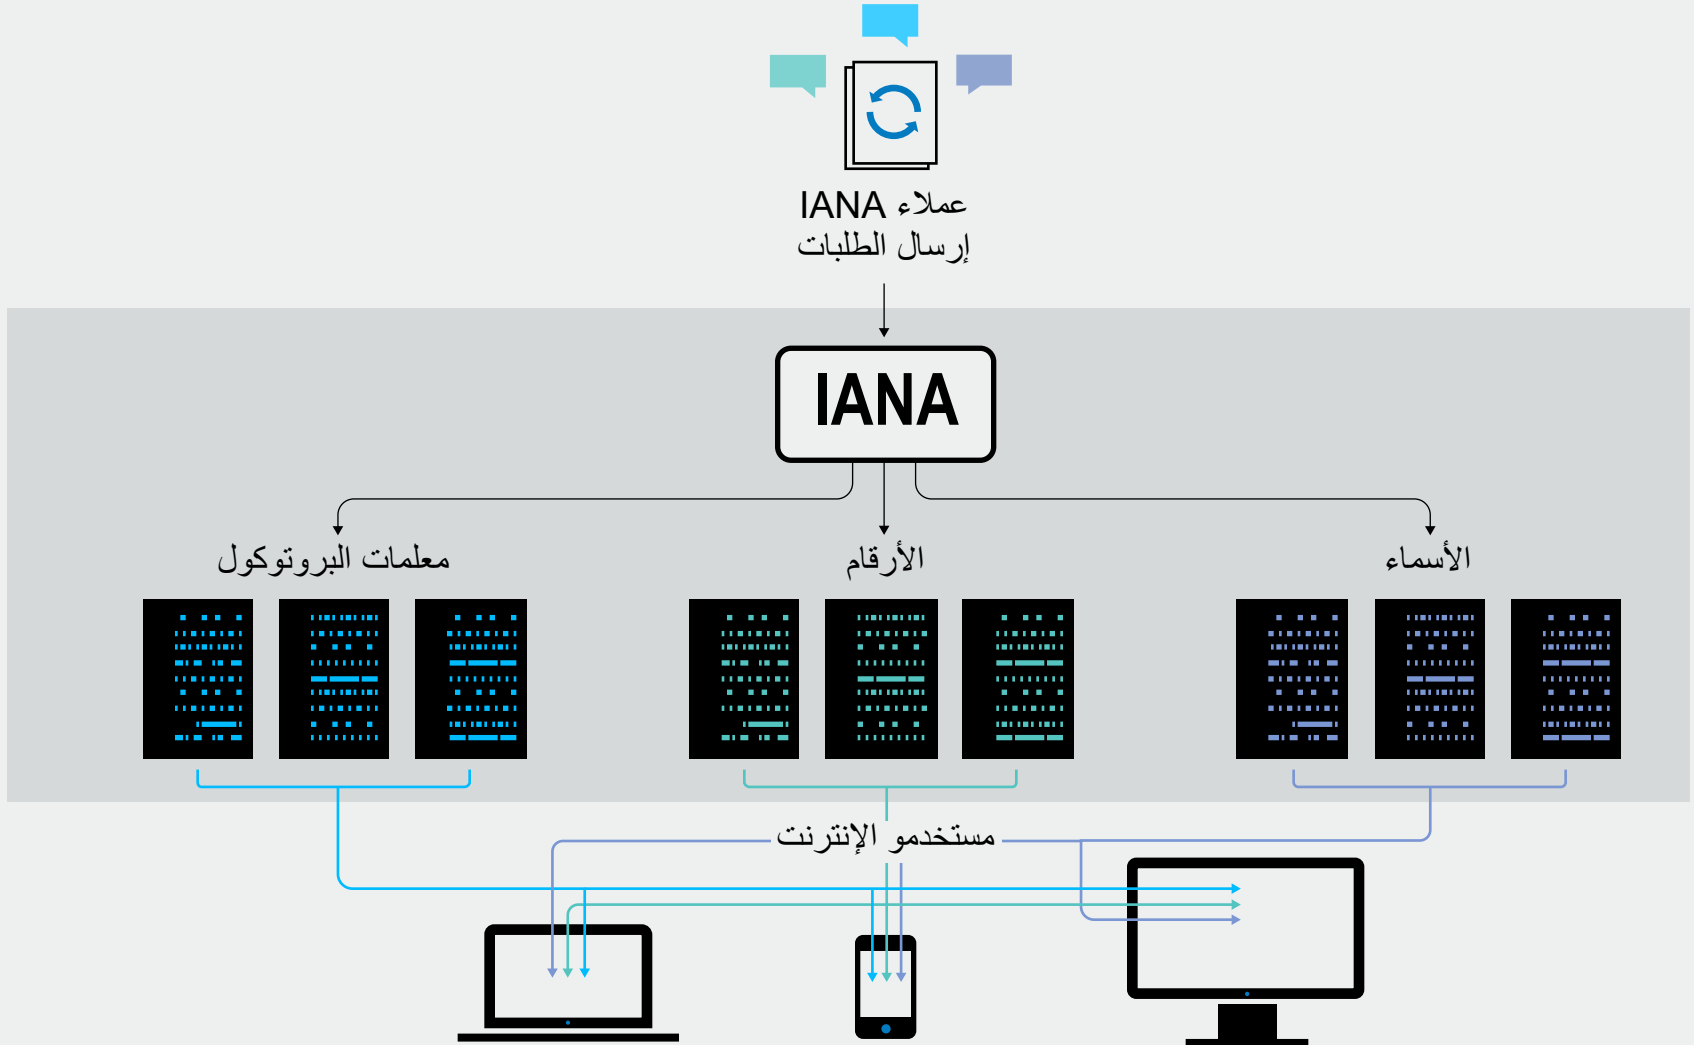 عملاء IANA
إرسال الطلبات
IANA
الأسماء
الأرقام
معلمات البروتوكول
مستخدمو الإنترنت